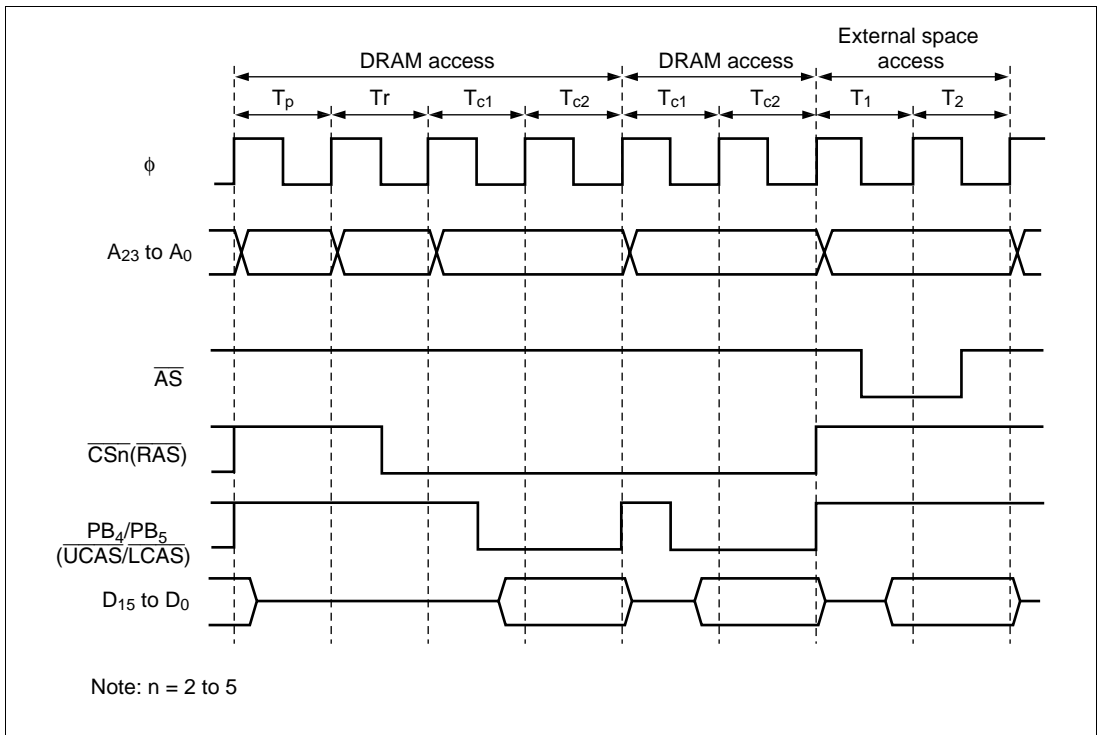 External space
access
DRAM access
DRAM access
Tp
Tr
Tc1
Tc2
Tc1
Tc2
T1
T2
ϕ
A23 to A0
AS
CSn(RAS)
PB4/PB5
(UCAS/LCAS)
D15 to D0
Note: n = 2 to 5